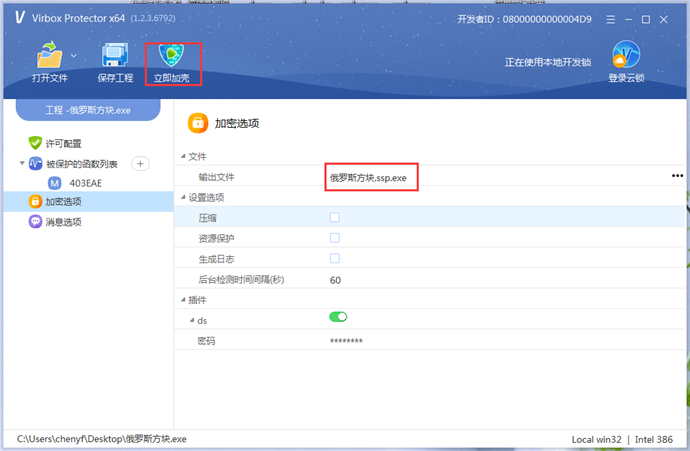 Virbox Protector x64 (1.2.3.6792)
开发者ID：08000000000004D9
打开文件
保存工程
立即加壳
正在使用本地开发锁
登录云锁
工程 -俄罗斯方块.exe
许可配置
被保护的函数列表
M 403EAE
加密选项
消息选项
加密选项
文件
输出文件 俄罗斯方块.ssp.exe •••
设置选项
压缩
资源保护
生成日志
后台检测时间间隔(秒) 60
插件
ds
密码 ********
C:\Users\chenyf\Desktop\俄罗斯方块.exe
Local win32 | Intel 386